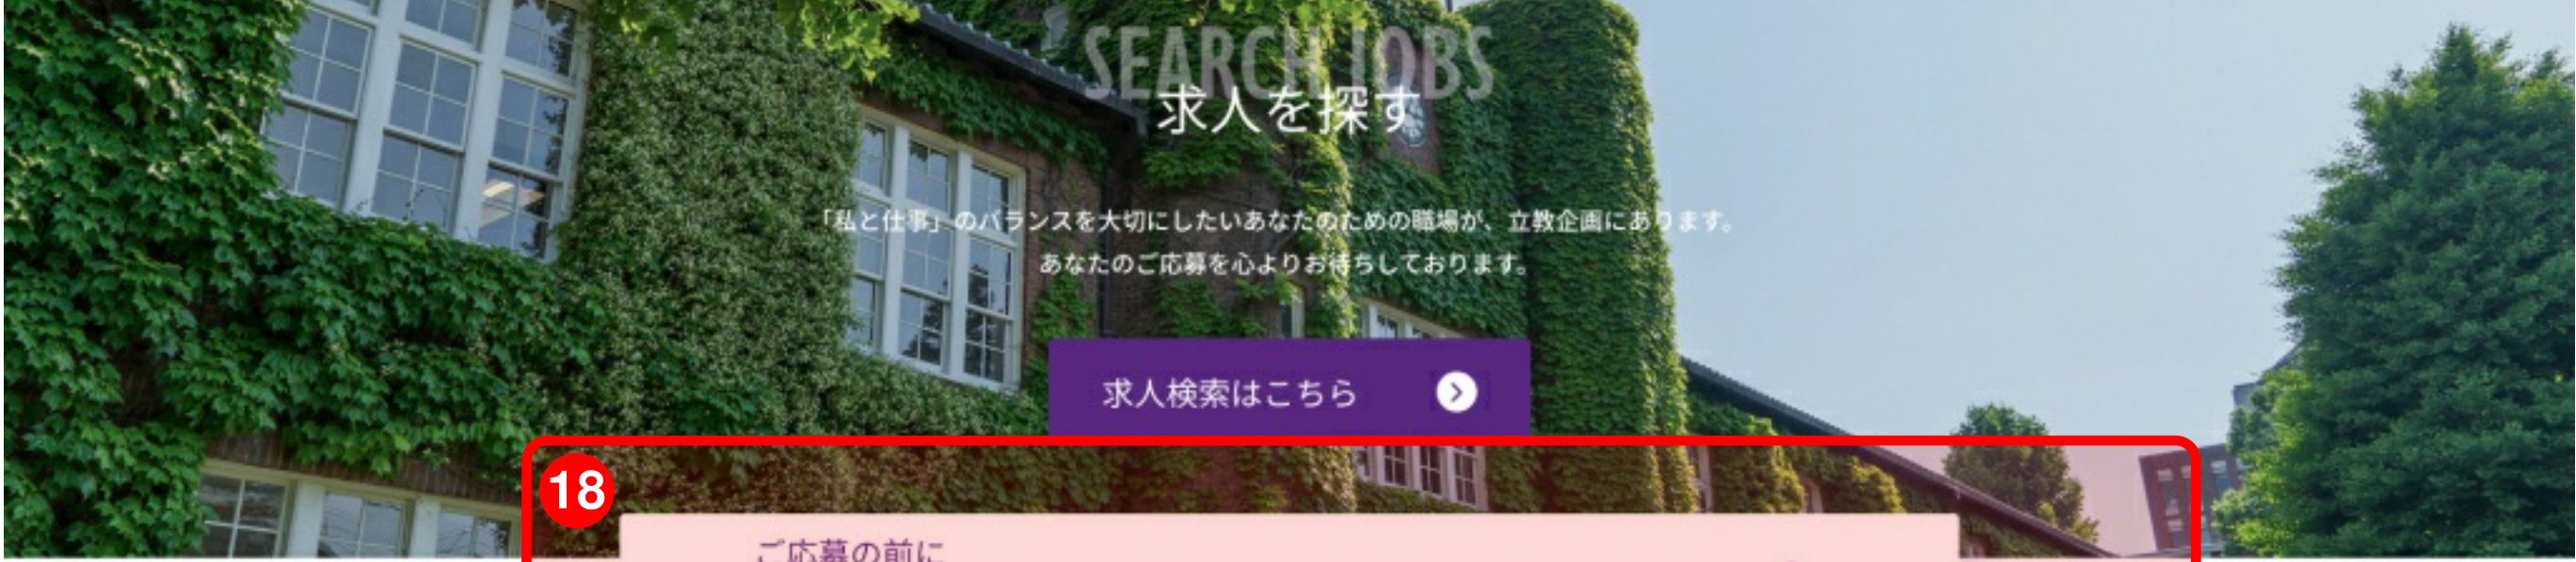 SEARCH JOBS
求人を探す
「私と仕事」のバランスを大切にしたいあなたのための職場が、立教企画にあります。
あなたのご応募を心よりお待ちしております。
求人検索はこちら
18
ご応募の前に